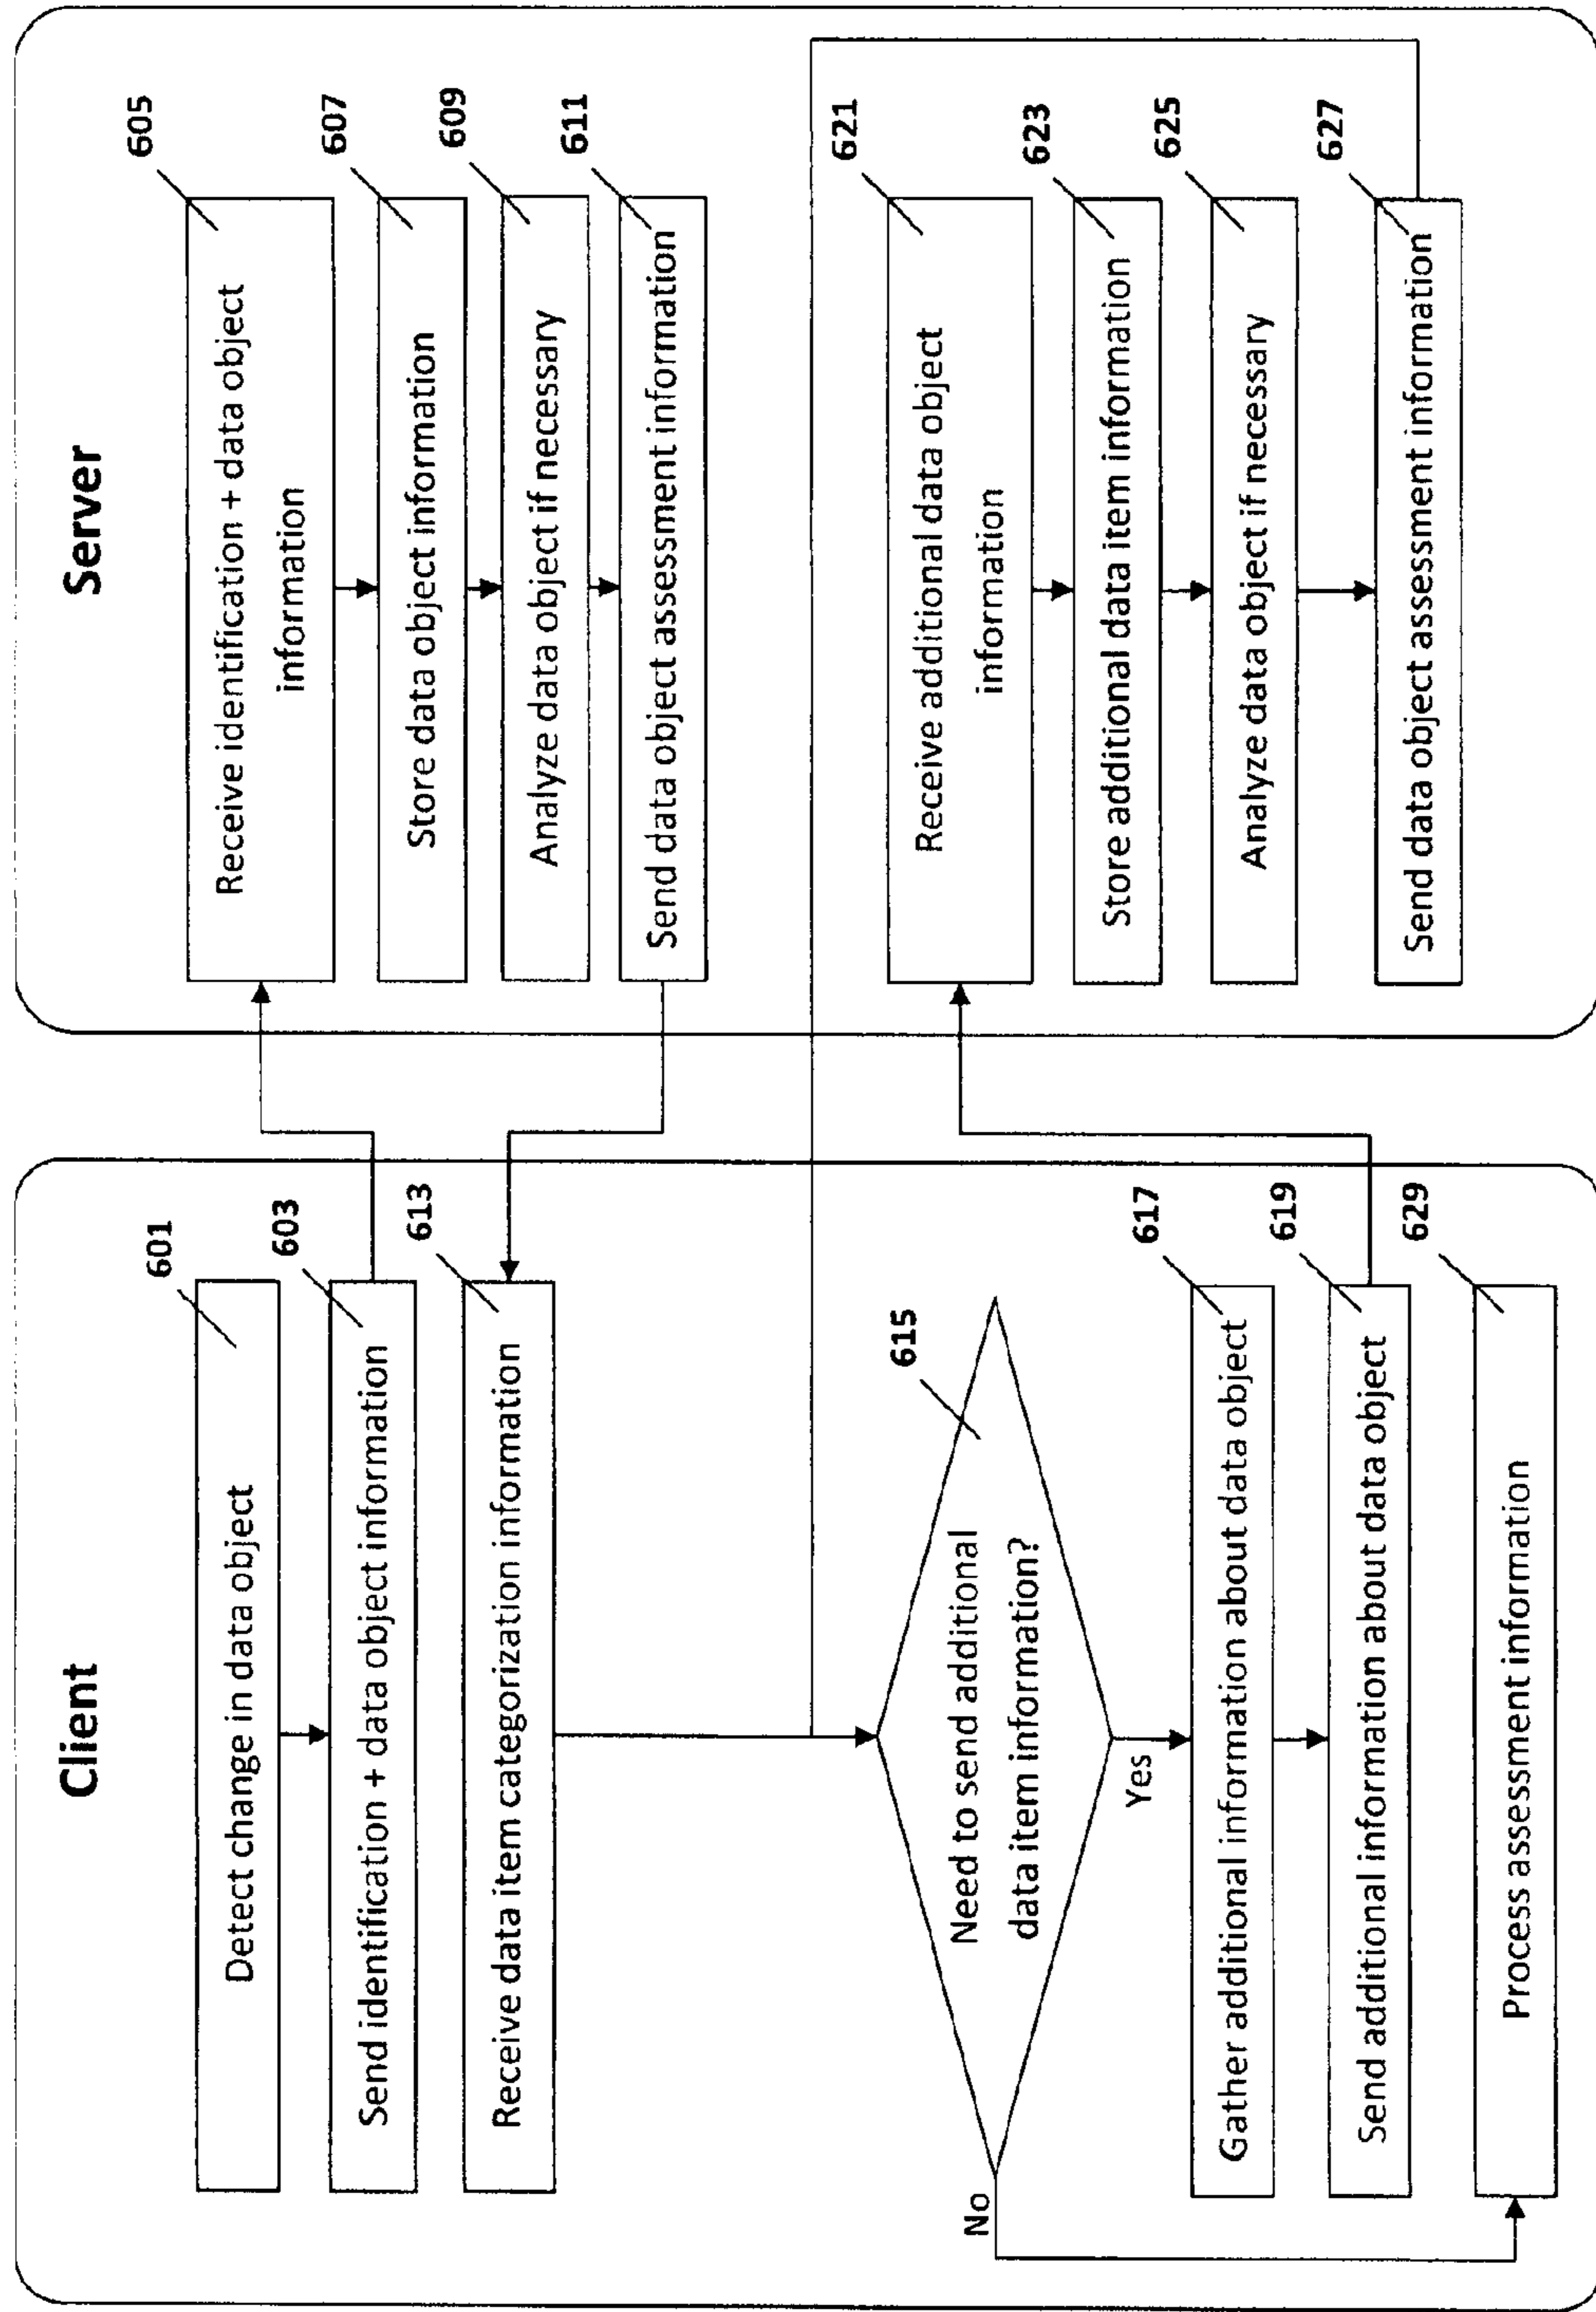 Client
601
Detect change in data object
603
Send identification + data object information
613
Receive data item categorization information
615
Need to send additional
data item information?
No
Yes
617
Gather additional information about data object
619
Send additional information about data object
629
Process assessment information
Server
605
Receive identification + data object
information
607
Store data object information
609
Analyze data object if necessary
611
Send data object assessment information
621
Receive additional data object
information
623
Store additional data item information
625
Analyze data object if necessary
627
Send data object assessment information